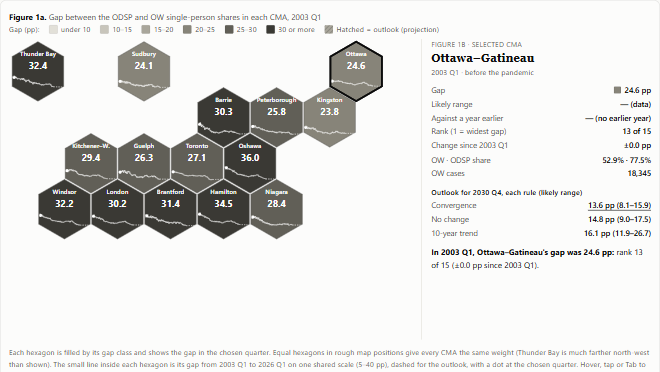 Figure 1a. Gap between the ODSP and OW single-person shares in each CMA, 2003 Q1
Gap (pp): under 10 10–15 15–20 20–25 25–30 30 or more Hatched = outlook (projection)
Thunder Bay
32.4
Sudbury
24.1
Ottawa
24.6
Barrie
30.3
Peterborough
25.8
Kingston
23.8
Kitchener-W.
29.4
Guelph
26.3
Toronto
27.1
Oshawa
36.0
Windsor
32.2
London
30.2
Brantford
31.4
Hamilton
34.5
Niagara
28.4
FIGURE 1B · SELECTED CMA
Ottawa–Gatineau
2003 Q1 · before the pandemic
Gap 24.6 pp
Likely range — (data)
Against a year earlier — (no earlier year)
Rank (1 = widest gap) 13 of 15
Change since 2003 Q1 ±0.0 pp
OW · ODSP share 52.9% · 77.5%
OW cases 18,345
Outlook for 2030 Q4, each rule (likely range)
Convergence 13.6 pp (8.1–15.9)
No change 14.8 pp (9.0–17.5)
10-year trend 16.1 pp (11.9–26.7)
In 2003 Q1, Ottawa–Gatineau's gap was 24.6 pp: rank 13
of 15 (±0.0 pp since 2003 Q1).
Each hexagon is filled by its gap class and shows the gap in the chosen quarter. Equal hexagons in rough map positions give every CMA the same weight (Thunder Bay is much farther north-west
than shown). The small line inside each hexagon is its gap from 2003 Q1 to 2026 Q1 on one shared scale (5–40 pp), dashed for the outlook, with a dot at the chosen quarter. Hover, tap or Tab to